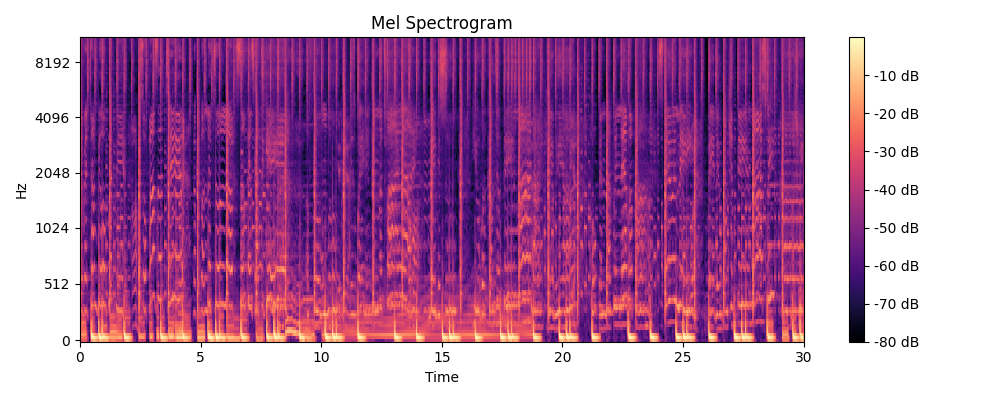 Mel Spectrogram
Hz
8192
4096
2048
1024
512
0
0 5 10 15 20 25 30
Time
-10 dB
-20 dB
-30 dB
-40 dB
-50 dB
-60 dB
-70 dB
-80 dB